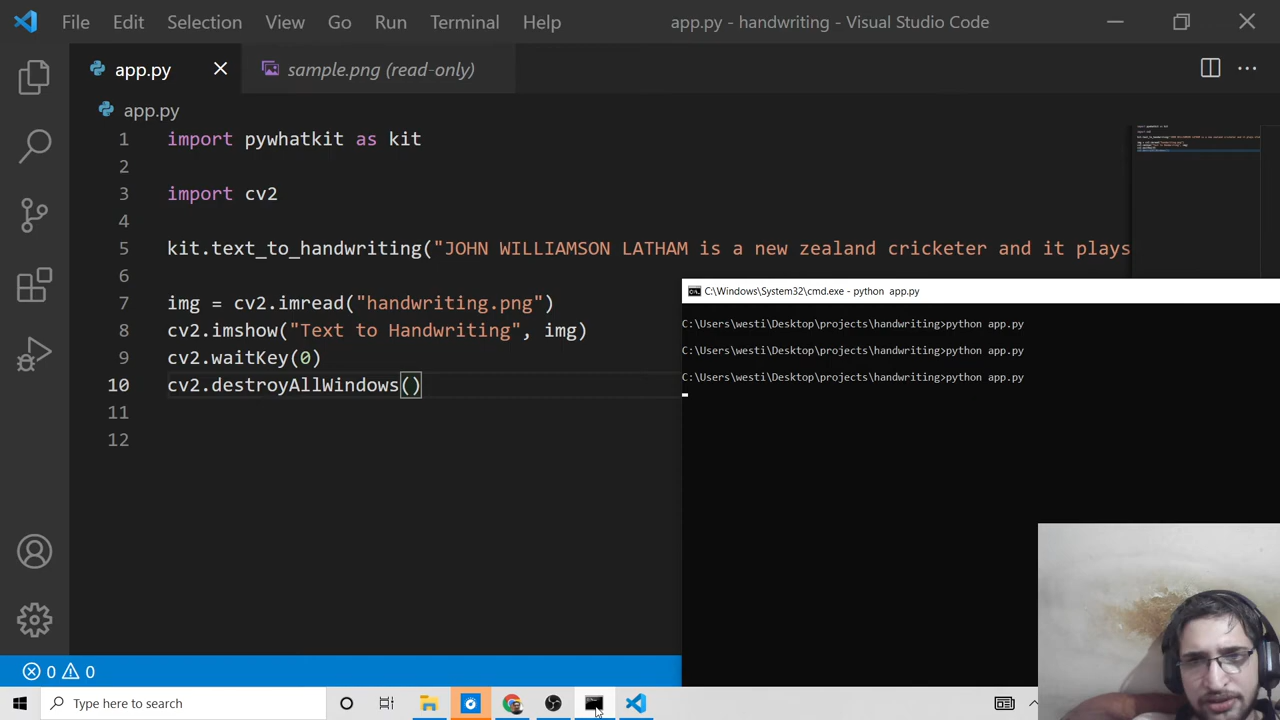 File Edit Selection View Go Run Terminal Help app.py - handwriting - Visual Studio Code
app.py sample.png (read-only)
app.py
1 import pywhatkit as kit
2
3 import cv2
4
5 kit.text_to_handwriting("JOHN WILLIAMSON LATHAM is a new zealand cricketer and it plays
6
7 img = cv2.imread("handwriting.png")
8 cv2.imshow("Text to Handwriting", img)
9 cv2.waitKey(0)
10 cv2.destroyAllWindows()
11
12
C:\Windows\System32\cmd.exe - python app.py
C:\Users\westi\Desktop\projects\handwriting>python app.py
C:\Users\westi\Desktop\projects\handwriting>python app.py
C:\Users\westi\Desktop\projects\handwriting>python app.py
0 0
Type here to search